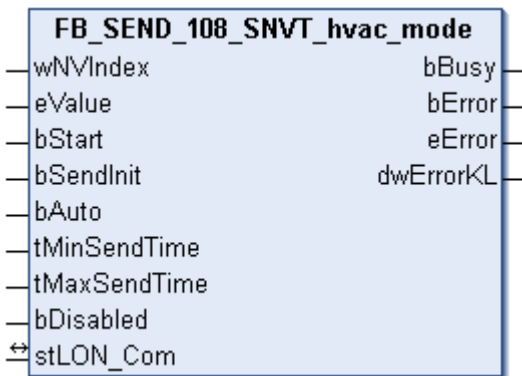 FB_SEND_108_SNVT_hvac_mode
wNVIndex bBusy
eValue bError
bStart eError
bSendInit dwErrorKL
bAuto
tMinSendTime
tMaxSendTime
bDisabled
stLON_Com